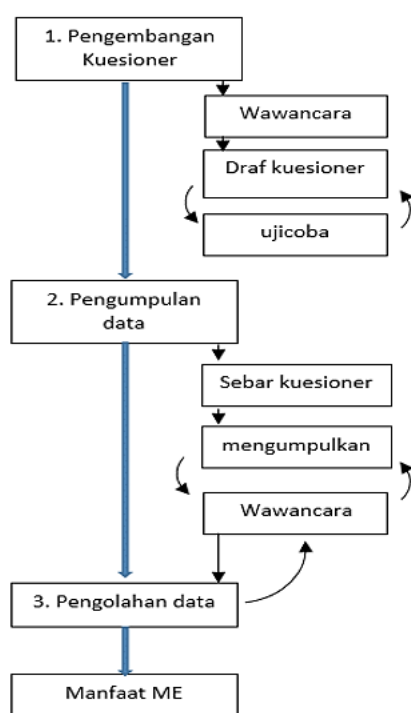 1. Pengembangan
Kuesioner
Wawancara
Draf kuesioner
ujicoba
2. Pengumpulan
data
Sebar kuesioner
mengumpulkan
Wawancara
3. Pengolahan data
Manfaat ME